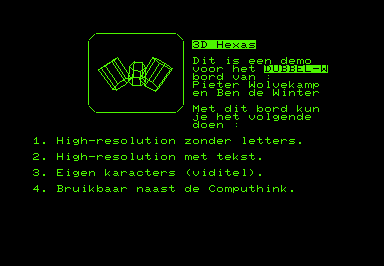 3D Hexas
Dit is een demo
voor het DUBBEL-W
bord van :
Pieter Wolvekamp
en Ben de Winter
Met dit bord kun
je het volgende
doen :
1. High-resolution zonder letters.
2. High-resolution met tekst.
3. Eigen karacters (viditel).
4. Bruikbaar naast de Computhink.